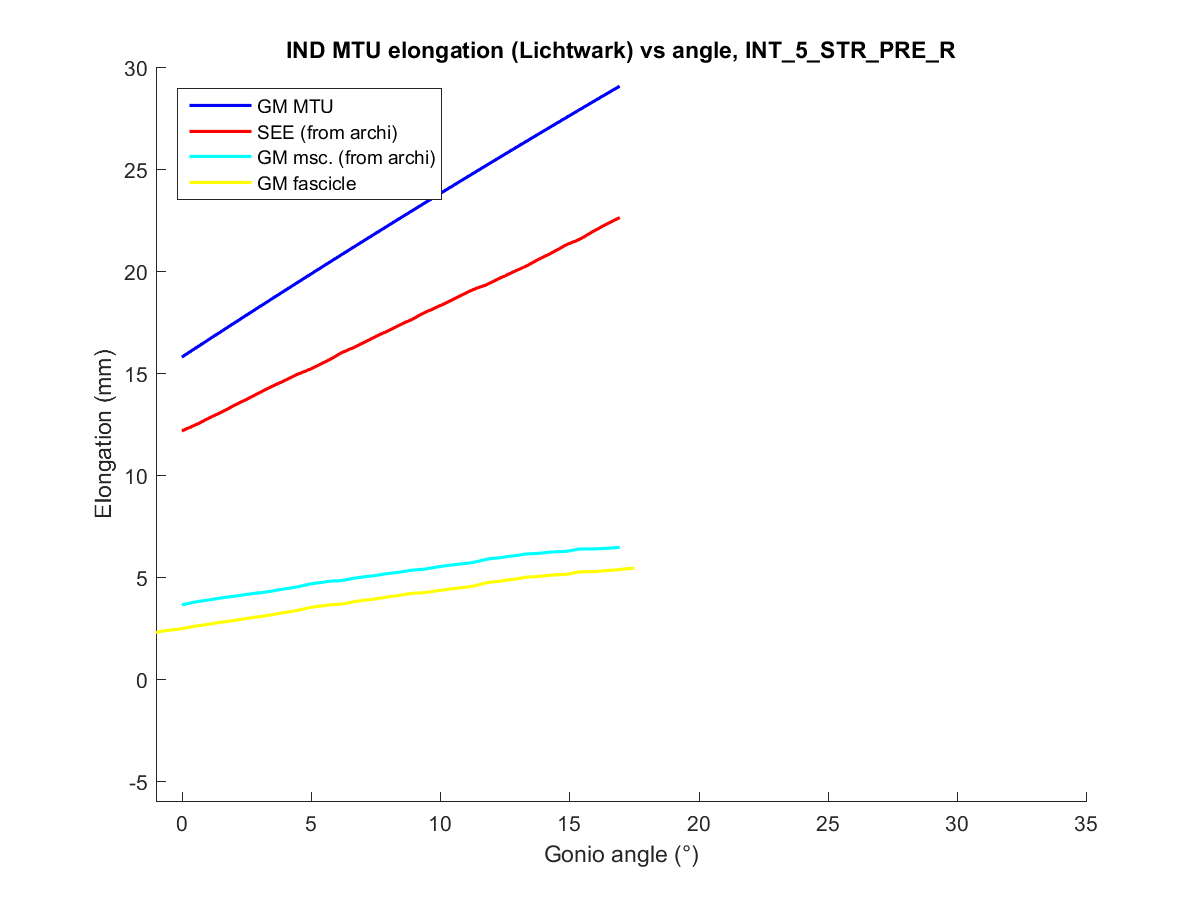 IND MTU elongation (Lichtwark) vs angle, INT_5_STR_PRE_R
30
25
20
15
10
5
0
-5
Elongation (mm)
GM MTU
SEE (from archi)
GM msc. (from archi)
GM fascicle
0 5 10 15 20 25 30 35
Gonio angle (°)